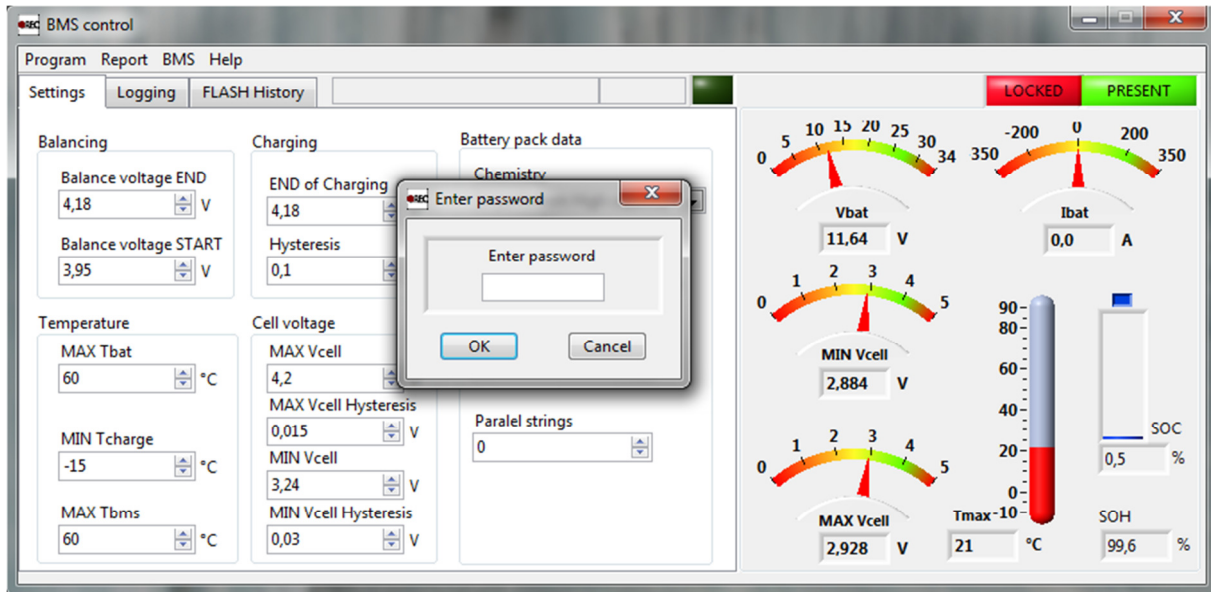 REC BMS control
Program Report BMS Help
Settings Logging FLASH History
LOCKED PRESENT
Balancing
Balance voltage END
4,18 V
Balance voltage START
3,95 V
Charging
END of Charging
4,18
Hysteresis
0,1
Battery pack data
Chemistry
Temperature
MAX Tbat
60 °C
MIN Tcharge
-15 °C
MAX Tbms
60 °C
Cell voltage
MAX Vcell
4,2
MAX Vcell Hysteresis
0,015 V
MIN Vcell
3,24 V
MIN Vcell Hysteresis
0,03 V
Paralel strings
0
REC Enter password
Enter password
OK Cancel
0 5 10 15 20 25 30 34
Vbat
11,64 V
350 -200 0 200 350
Ibat
0,0 A
0 1 2 3 4 5
MIN Vcell
2,884 V
0 1 2 3 4 5
MAX Vcell
2,928 V
90
80
60
40
20
0
-10
Tmax
21 °C
SOC
0,5 %
SOH
99,6 %